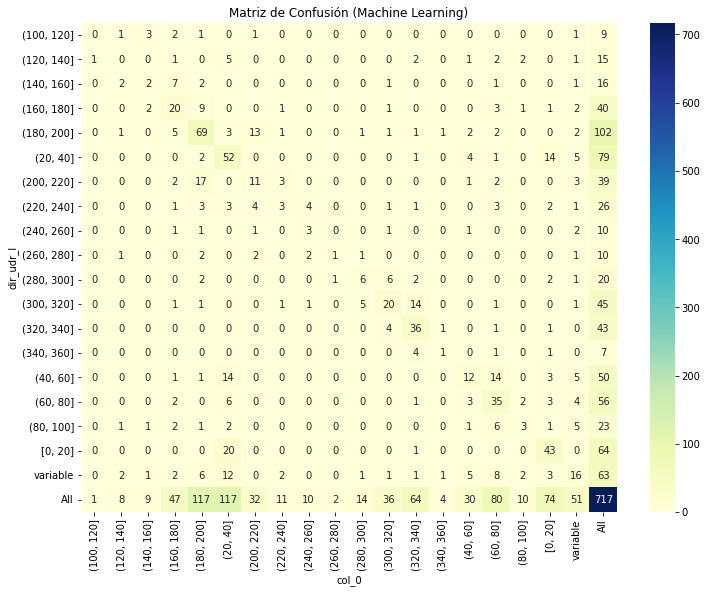 Matriz de Confusión (Machine Learning)
(100, 120] 0 1 3 2 1 0 1 0 0 0 0 0 0 0 0 0 0 0 1 9
(120, 140] 1 0 0 1 0 5 0 0 0 0 0 0 2 0 1 2 2 0 1 15
(140, 160] 0 2 2 7 2 0 0 0 0 0 0 1 0 0 0 1 0 0 1 16
(160, 180] 0 0 2 20 9 0 0 1 0 0 0 1 0 0 0 3 1 1 2 40
(180, 200] 0 1 0 5 69 3 13 1 0 0 1 1 1 1 2 2 0 0 2 102
(20, 40] 0 0 0 0 2 52 0 0 0 0 0 0 1 0 4 1 0 14 5 79
(200, 220] 0 0 0 2 17 0 11 3 0 0 0 0 0 0 1 2 0 0 3 39
(220, 240] 0 0 0 1 3 3 4 3 4 0 0 1 1 0 0 3 0 2 1 26
(240, 260] 0 0 0 1 1 0 1 0 3 0 0 1 0 0 1 0 0 0 2 10
(260, 280] 0 1 0 0 2 0 2 0 2 1 1 0 0 0 0 0 0 0 1 10
(280, 300] 0 0 0 0 2 0 0 0 0 1 6 6 2 0 0 0 0 2 1 20
(300, 320] 0 0 0 1 1 0 0 1 1 0 5 20 14 0 0 1 0 0 1 45
(320, 340] 0 0 0 0 0 0 0 0 0 0 0 4 36 1 0 1 0 1 0 43
(340, 360] 0 0 0 0 0 0 0 0 0 0 0 0 4 1 0 1 0 1 0 7
(40, 60] 0 0 0 1 1 14 0 0 0 0 0 0 0 0 12 14 0 3 5 50
(60, 80] 0 0 0 2 0 6 0 0 0 0 0 0 1 0 3 35 2 3 4 56
(80, 100] 0 1 1 2 1 2 0 0 0 0 0 0 0 0 1 6 3 1 5 23
[0, 20] 0 0 0 0 0 20 0 0 0 0 0 0 1 0 0 0 0 43 0 64
variable 0 2 1 2 6 12 0 2 0 0 1 1 1 1 5 8 2 3 16 63
All 1 8 9 47 117 117 32 11 10 2 14 36 64 4 30 80 10 74 51 717
dir_udr_l
(100, 120] (120, 140] (140, 160] (160, 180] (180, 200] (20, 40] (200, 220] (220, 240] (240, 260] (260, 280] (280, 300] (300, 320] (320, 340] (340, 360] (40, 60] (60, 80] (80, 100] [0, 20] variable All
col_0
700
600
500
400
300
200
100
0